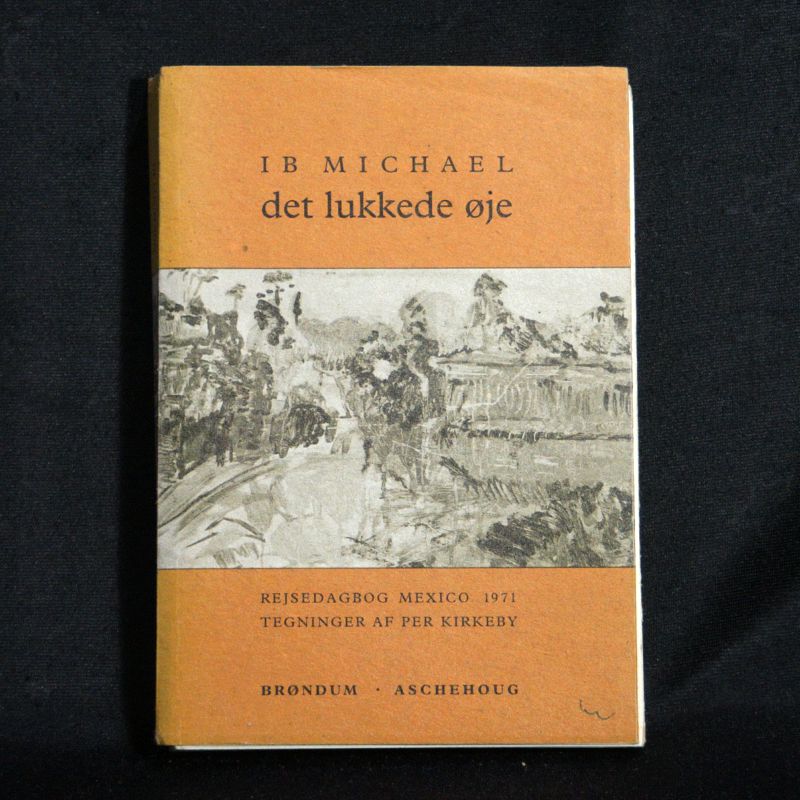 IB MICHAEL
det lukkede øje
REJSEDAGBOG MEXICO 1971
TEGNINGER AF PER KIRKEBY
BRØNDUM · ASCHEHOUG